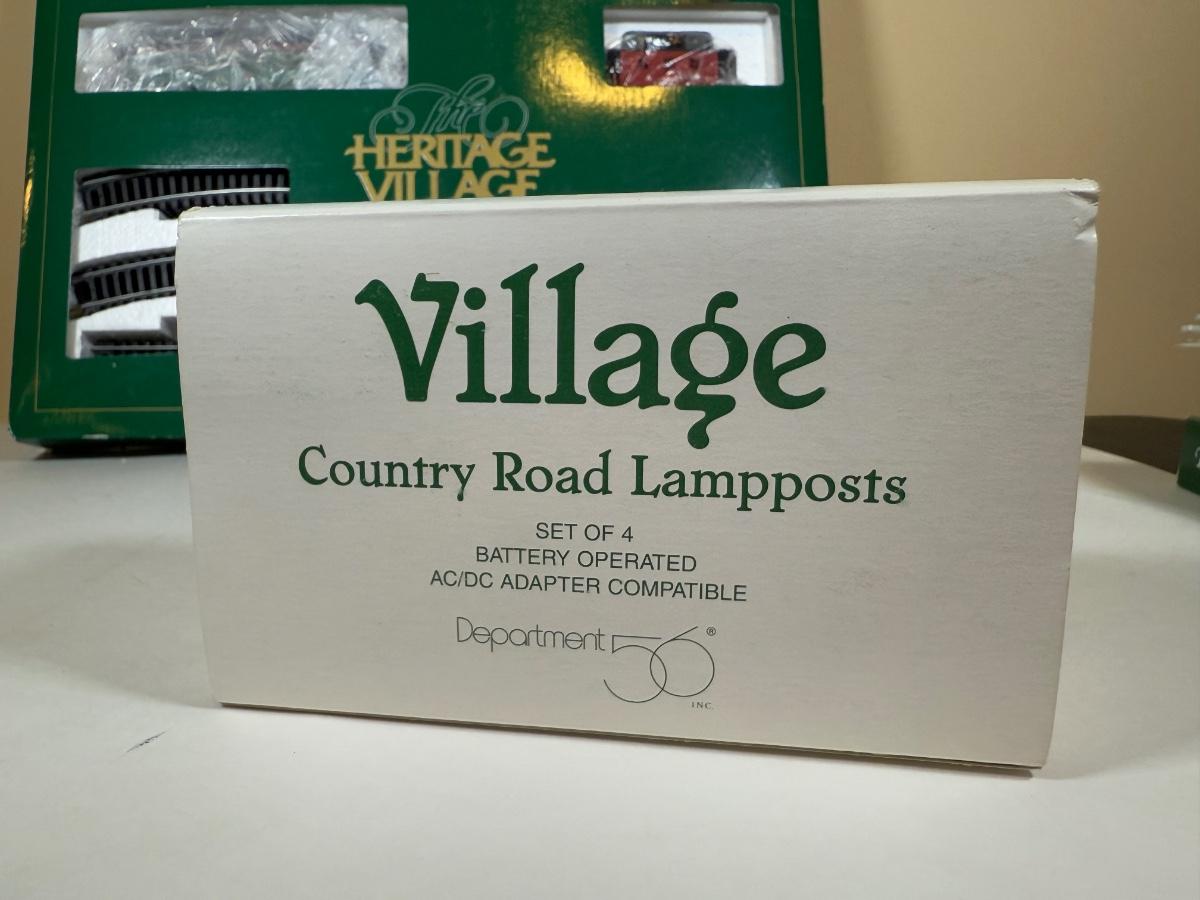 The
HERITAGE
VILLAGE
Village
Country Road Lampposts
SET OF 4
BATTERY OPERATED
AC/DC ADAPTER COMPATIBLE
Department 56®
INC.